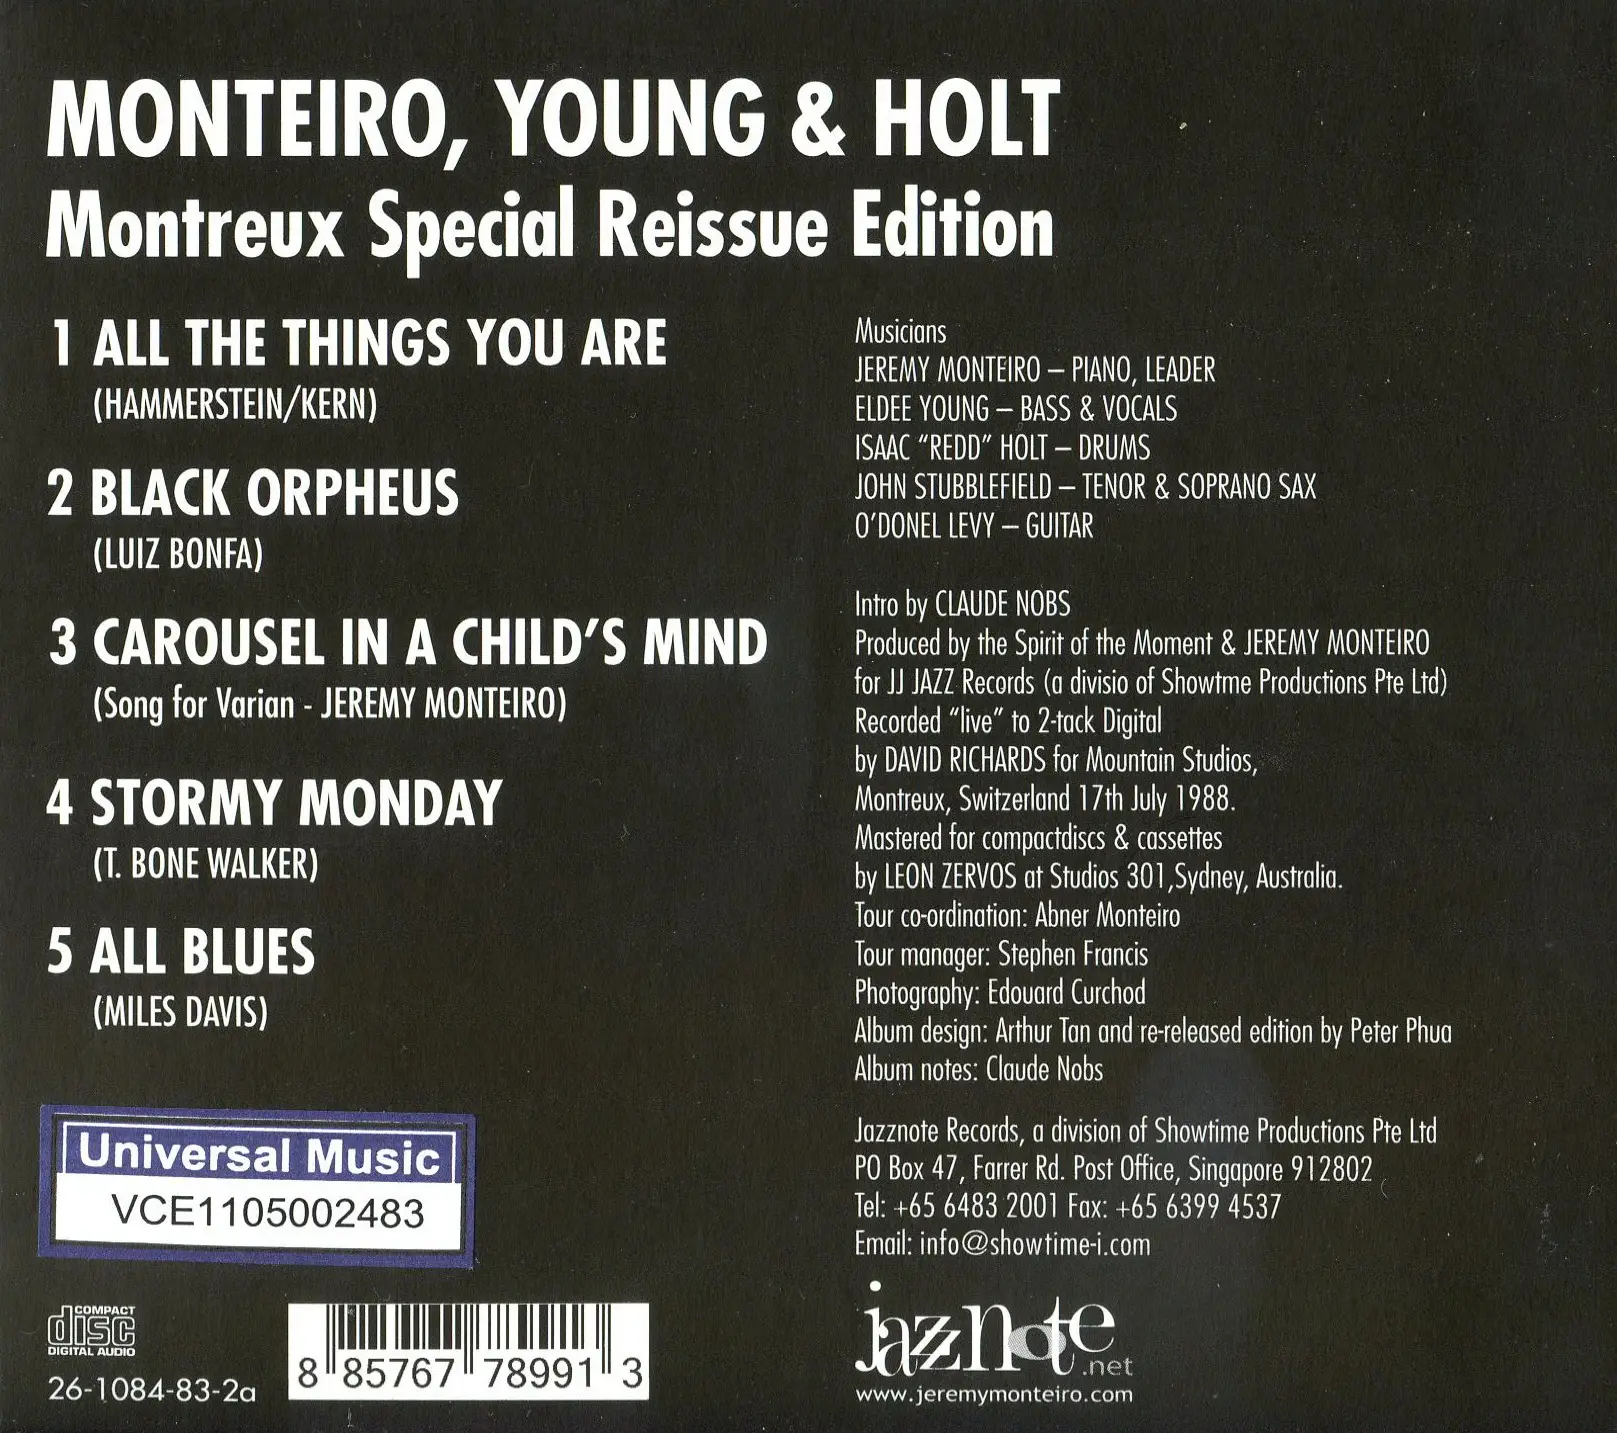 MONTEIRO, YOUNG & HOLT
Montreux Special Reissue Edition
1 ALL THE THINGS YOU ARE
(HAMMERSTEIN/KERN)
2 BLACK ORPHEUS
(LUIZ BONFA)
3 CAROUSEL IN A CHILD'S MIND
(Song for Varian - JEREMY MONTEIRO)
4 STORMY MONDAY
(T. BONE WALKER)
5 ALL BLUES
(MILES DAVIS)
Universal Music
VCE1105002483
COMPACT
disc
DIGITAL AUDIO
26-1084-83-2a
8 85767 78991 3
Musicians
JEREMY MONTEIRO – PIANO, LEADER
ELDEE YOUNG – BASS & VOCALS
ISAAC “REDD” HOLT – DRUMS
JOHN STUBBLEFIELD – TENOR & SOPRANO SAX
O'DONEL LEVY – GUITAR
Intro by CLAUDE NOBS
Produced by the Spirit of the Moment & JEREMY MONTEIRO
for JJ JAZZ Records (a divisio of Showtme Productions Pte Ltd)
Recorded “live” to 2-tack Digital
by DAVID RICHARDS for Mountain Studios,
Montreux, Switzerland 17th July 1988.
Mastered for compactdiscs & cassettes
by LEON ZERVOS at Studios 301,Sydney, Australia.
Tour co-ordination: Abner Monteiro
Tour manager: Stephen Francis
Photography: Edouard Curchod
Album design: Arthur Tan and re-released edition by Peter Phua
Album notes: Claude Nobs
Jazznote Records, a division of Showtime Productions Pte Ltd
PO Box 47, Farrer Rd. Post Office, Singapore 912802
Tel: +65 6483 2001 Fax: +65 6399 4537
Email: info@showtime-i.com
jazznote
.net
www.jeremymonteiro.com